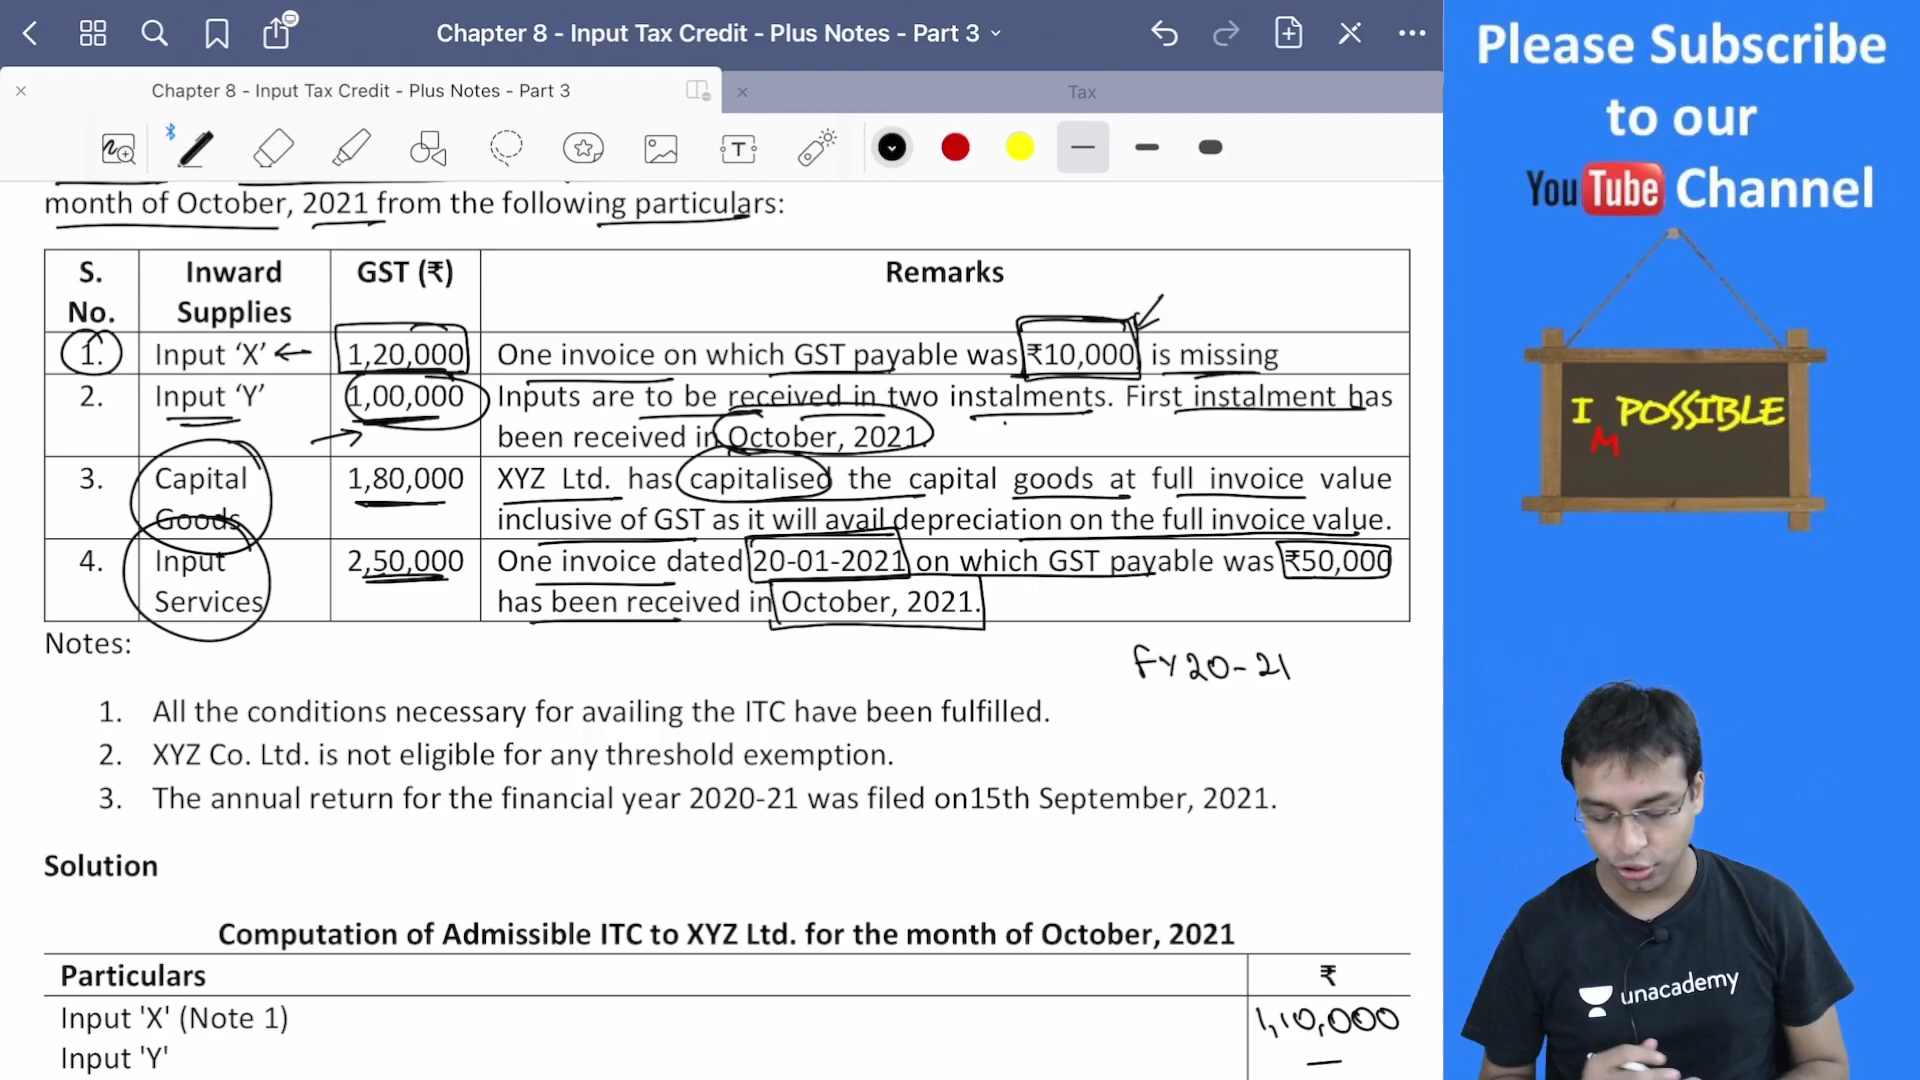 Chapter 8 - Input Tax Credit - Plus Notes - Part 3
Chapter 8 - Input Tax Credit - Plus Notes - Part 3
Tax
month of October, 2021 from the following particulars:
S. No. Inward Supplies GST (₹) Remarks
1. Input ‘X’ 1,20,000 One invoice on which GST payable was ₹10,000 is missing
2. Input ‘Y’ 1,00,000 Inputs are to be received in two instalments. First instalment has
been received in October, 2021.
3. Capital Goods 1,80,000 XYZ Ltd. has capitalised the capital goods at full invoice value
inclusive of GST as it will avail depreciation on the full invoice value.
4. Input Services 2,50,000 One invoice dated 20-01-2021 on which GST payable was ₹50,000
has been received in October, 2021.
Notes:
FY20-21
1. All the conditions necessary for availing the ITC have been fulfilled.
2. XYZ Co. Ltd. is not eligible for any threshold exemption.
3. The annual return for the financial year 2020-21 was filed on15th September, 2021.
Solution
Computation of Admissible ITC to XYZ Ltd. for the month of October, 2021
Particulars ₹
Input 'X' (Note 1) 1,10,000
Input 'Y' —
Please Subscribe
to our
YouTube Channel
I POSSIBLE
M
unacademy